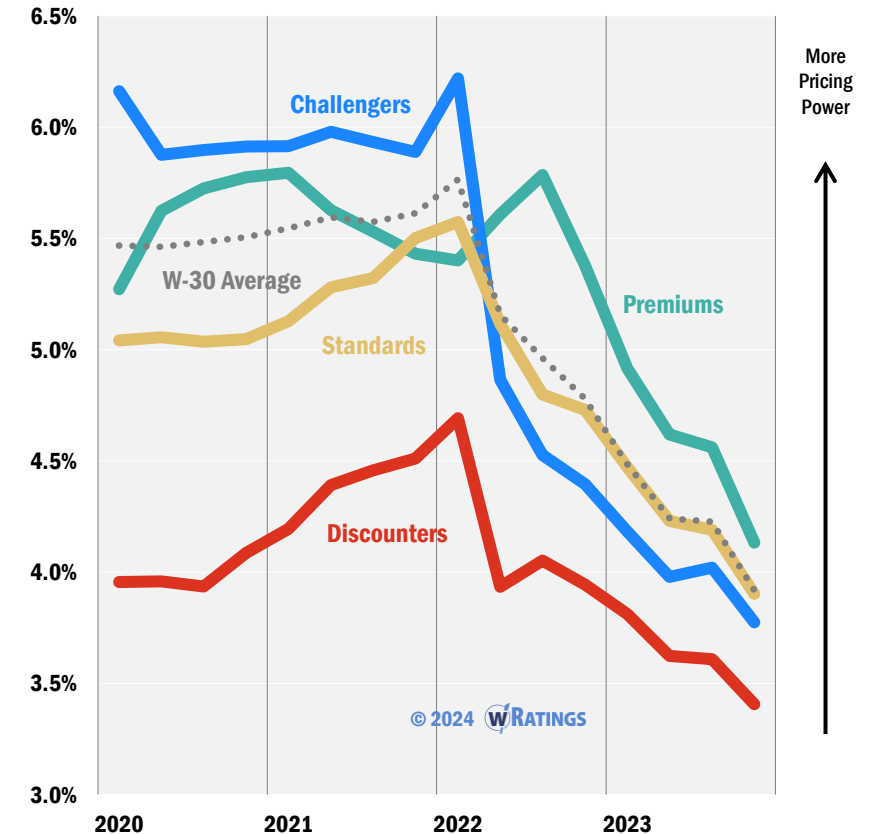 6.5%
More
Pricing
Power
Challengers
6.0%
5.5%
W-30 Average
Premiums
Standards
5.0%
4.5%
Discounters
4.0%
3.5%
© 2024 W RATINGS
3.0%
2020 2021 2022 2023